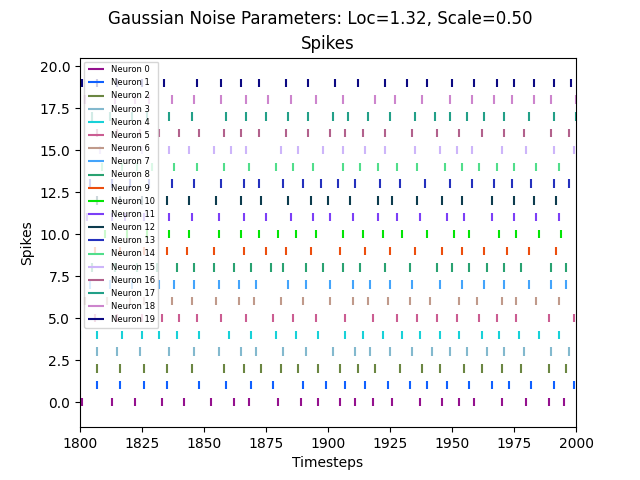 Gaussian Noise Parameters: Loc=1.32, Scale=0.50
Spikes
20.0
17.5
15.0
12.5
10.0
7.5
5.0
2.5
0.0
Spikes
Neuron 0
Neuron 1
Neuron 2
Neuron 3
Neuron 4
Neuron 5
Neuron 6
Neuron 7
Neuron 8
Neuron 9
Neuron 10
Neuron 11
Neuron 12
Neuron 13
Neuron 14
Neuron 15
Neuron 16
Neuron 17
Neuron 18
Neuron 19
1800 1825 1850 1875 1900 1925 1950 1975 2000
Timesteps